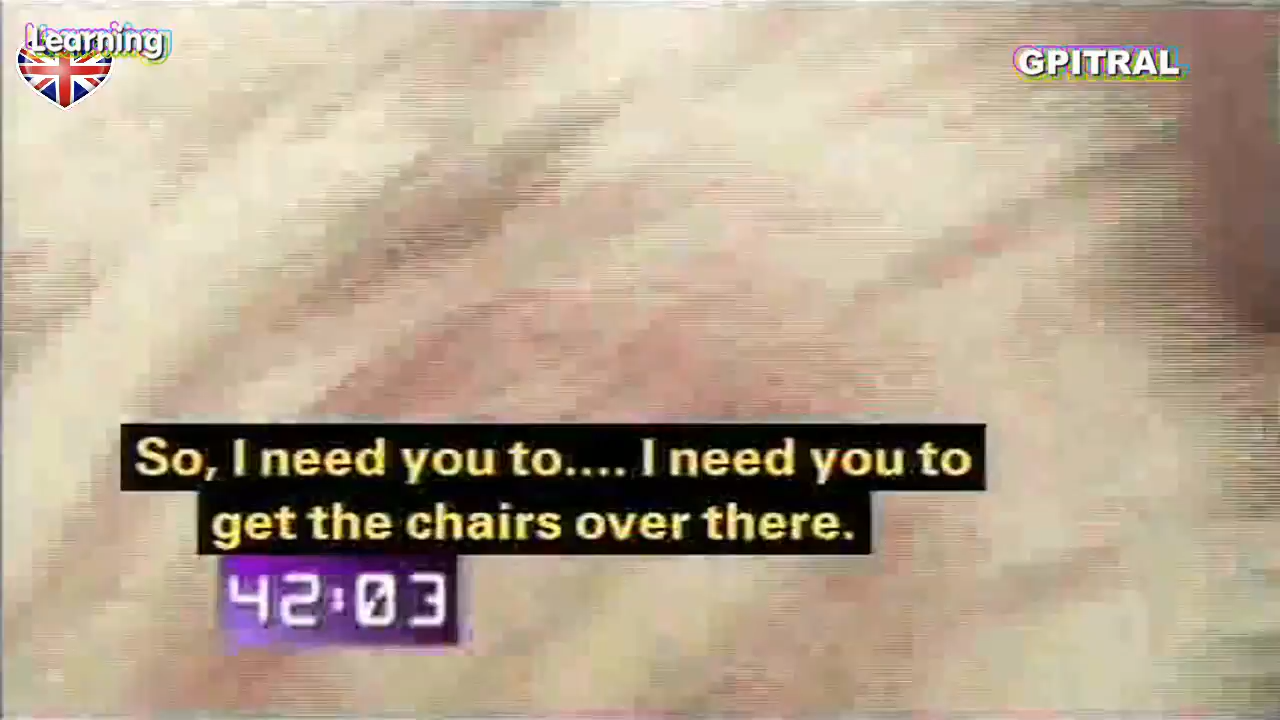 Learning
GPITRAL
So, I need you to.... I need you to
get the chairs over there.
42:03